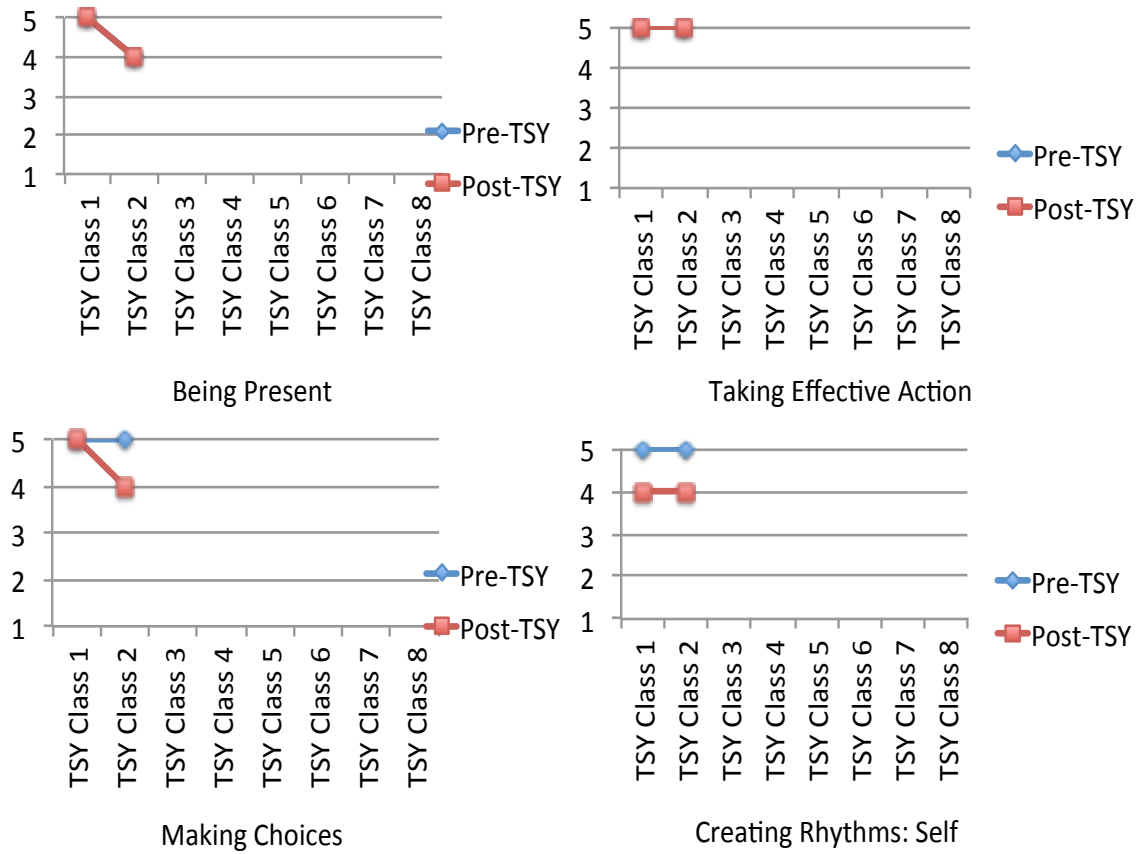 5
4
3
2
1
Pre-TSY
Post-TSY
TSY Class 1
TSY Class 2
TSY Class 3
TSY Class 4
TSY Class 5
TSY Class 6
TSY Class 7
TSY Class 8
Being Present
5
4
3
2
1
Pre-TSY
Post-TSY
TSY Class 1
TSY Class 2
TSY Class 3
TSY Class 4
TSY Class 5
TSY Class 6
TSY Class 7
TSY Class 8
Taking Effective Action
5
4
3
2
1
Pre-TSY
Post-TSY
TSY Class 1
TSY Class 2
TSY Class 3
TSY Class 4
TSY Class 5
TSY Class 6
TSY Class 7
TSY Class 8
Making Choices
5
4
3
2
1
Pre-TSY
Post-TSY
TSY Class 1
TSY Class 2
TSY Class 3
TSY Class 4
TSY Class 5
TSY Class 6
TSY Class 7
TSY Class 8
Creating Rhythms: Self